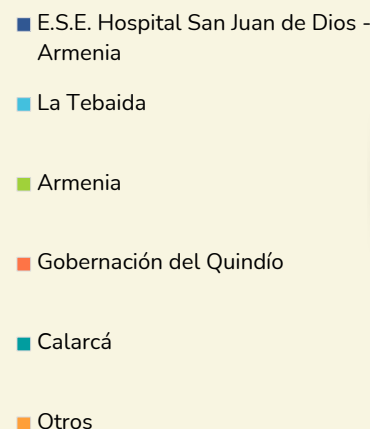 E.S.E. Hospital San Juan de Dios -
Armenia
La Tebaida
Armenia
Gobernación del Quindío
Calarcá
Otros